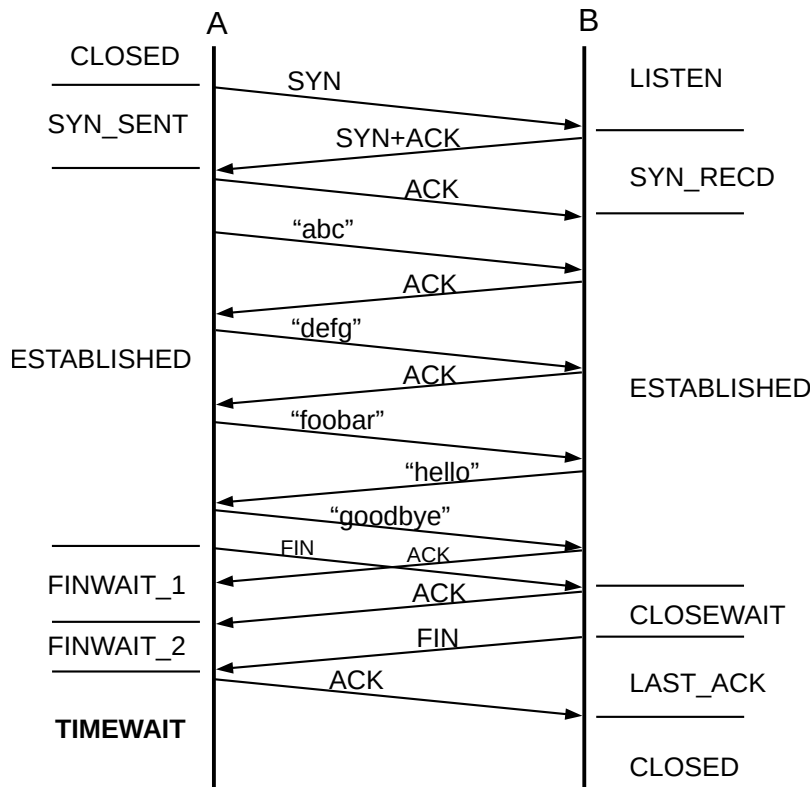 A
B
CLOSED
LISTEN
SYN
SYN_SENT
SYN+ACK
SYN_RECD
ACK
“abc”
ACK
“defg”
ESTABLISHED
ACK
ESTABLISHED
“foobar”
“hello”
“goodbye”
FIN
ACK
FINWAIT_1
ACK
CLOSEWAIT
FINWAIT_2
FIN
ACK
LAST_ACK
TIMEWAIT
CLOSED